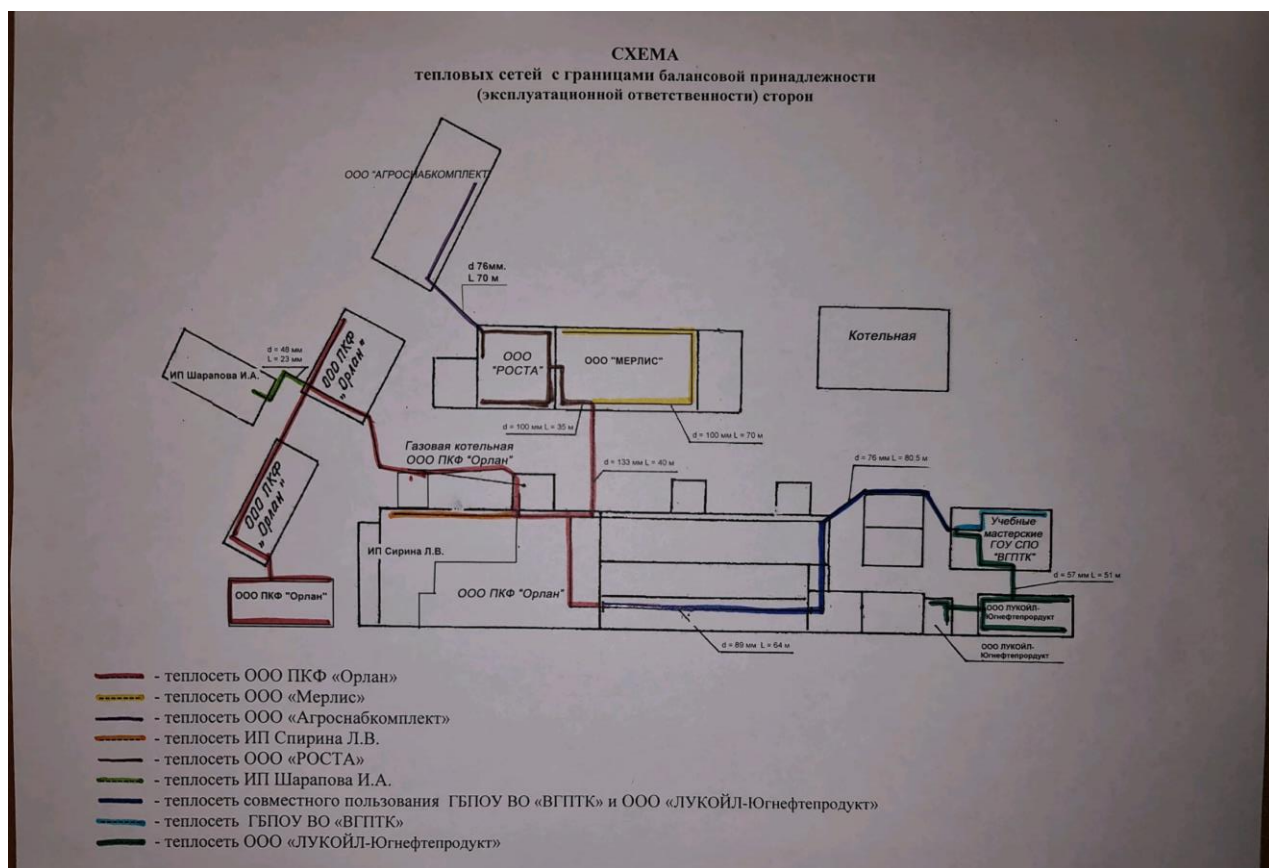 СХЕМА
тепловых сетей с границами балансовой принадлежности
(эксплуатационной ответственности) сторон
ООО "АГРОСНАБКОМПЛЕКТ"
d 76мм.
L 70 м
d = 48 мм
L = 23 мм
ИП Шарапова И.А.
ООО ПКФ
„Орлан"
ООО
"РОСТА"
ООО "МЕРЛИС"
Котельная
d = 100 мм L = 35 м
d = 100 мм L = 70 м
Газовая котельная
ООО ПКФ "Орлан"
d = 133 мм L = 40 м
d = 76 мм L = 80.5 м
ООО ПКФ
„Орлан"
ИП Сирина Л.В.
ООО ПКФ "Орлан"
Учебные
мастерские
ГОУ СПО
"ВГПТК"
d = 57 мм L = 51 м
ООО ПКФ "Орлан"
ООО ЛУКОЙЛ-
Югнефтепрордукт
d = 89 мм L = 64 м
ООО ЛУКОЙЛ-
Югнефтепрордукт
- теплосеть ООО ПКФ «Орлан»
- теплосеть ООО «Мерлис»
- теплосеть ООО «Агроснабкомплект»
- теплосеть ИП Спирина Л.В.
- теплосеть ООО «РОСТА»
- теплосеть ИП Шарапова И.А.
- теплосеть совместного пользования ГБПОУ ВО «ВГПТК» и ООО «ЛУКОЙЛ-Югнефтепродукт»
- теплосеть ГБПОУ ВО «ВГПТК»
- теплосеть ООО «ЛУКОЙЛ-Югнефтепродукт»